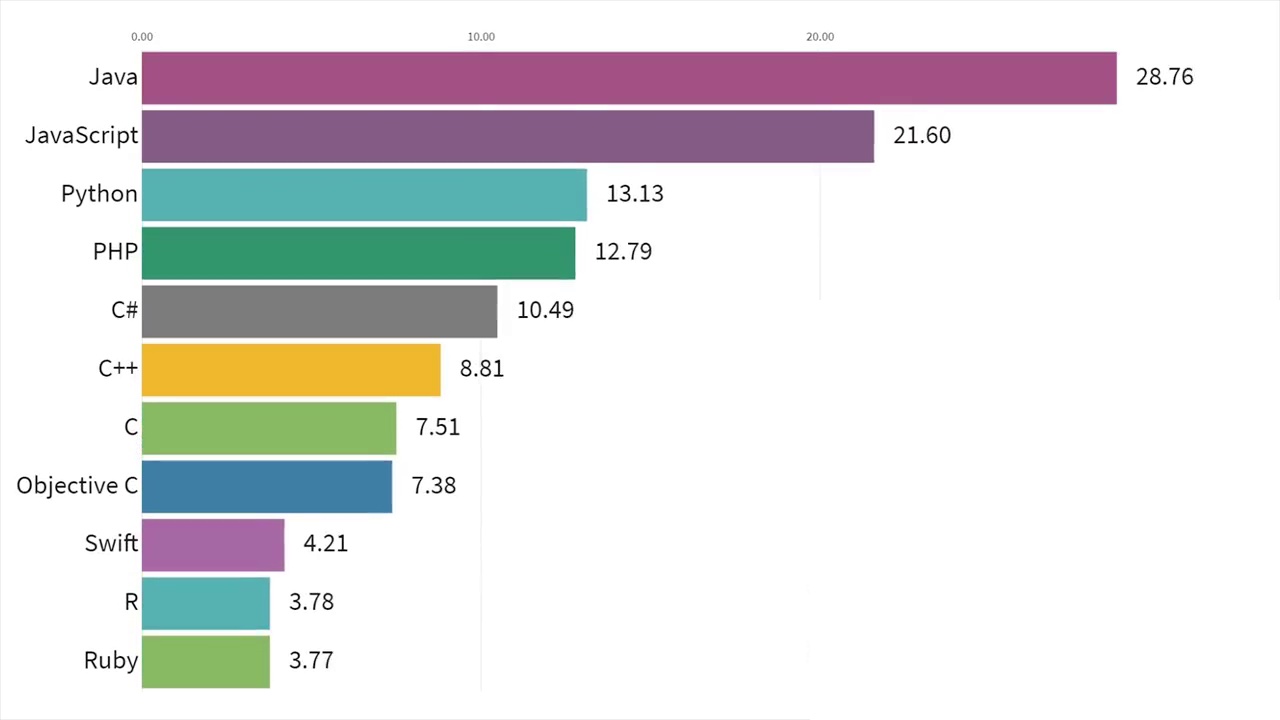 0.00 10.00 20.00
Java 28.76
JavaScript 21.60
Python 13.13
PHP 12.79
C# 10.49
C++ 8.81
C 7.51
Objective C 7.38
Swift 4.21
R 3.78
Ruby 3.77